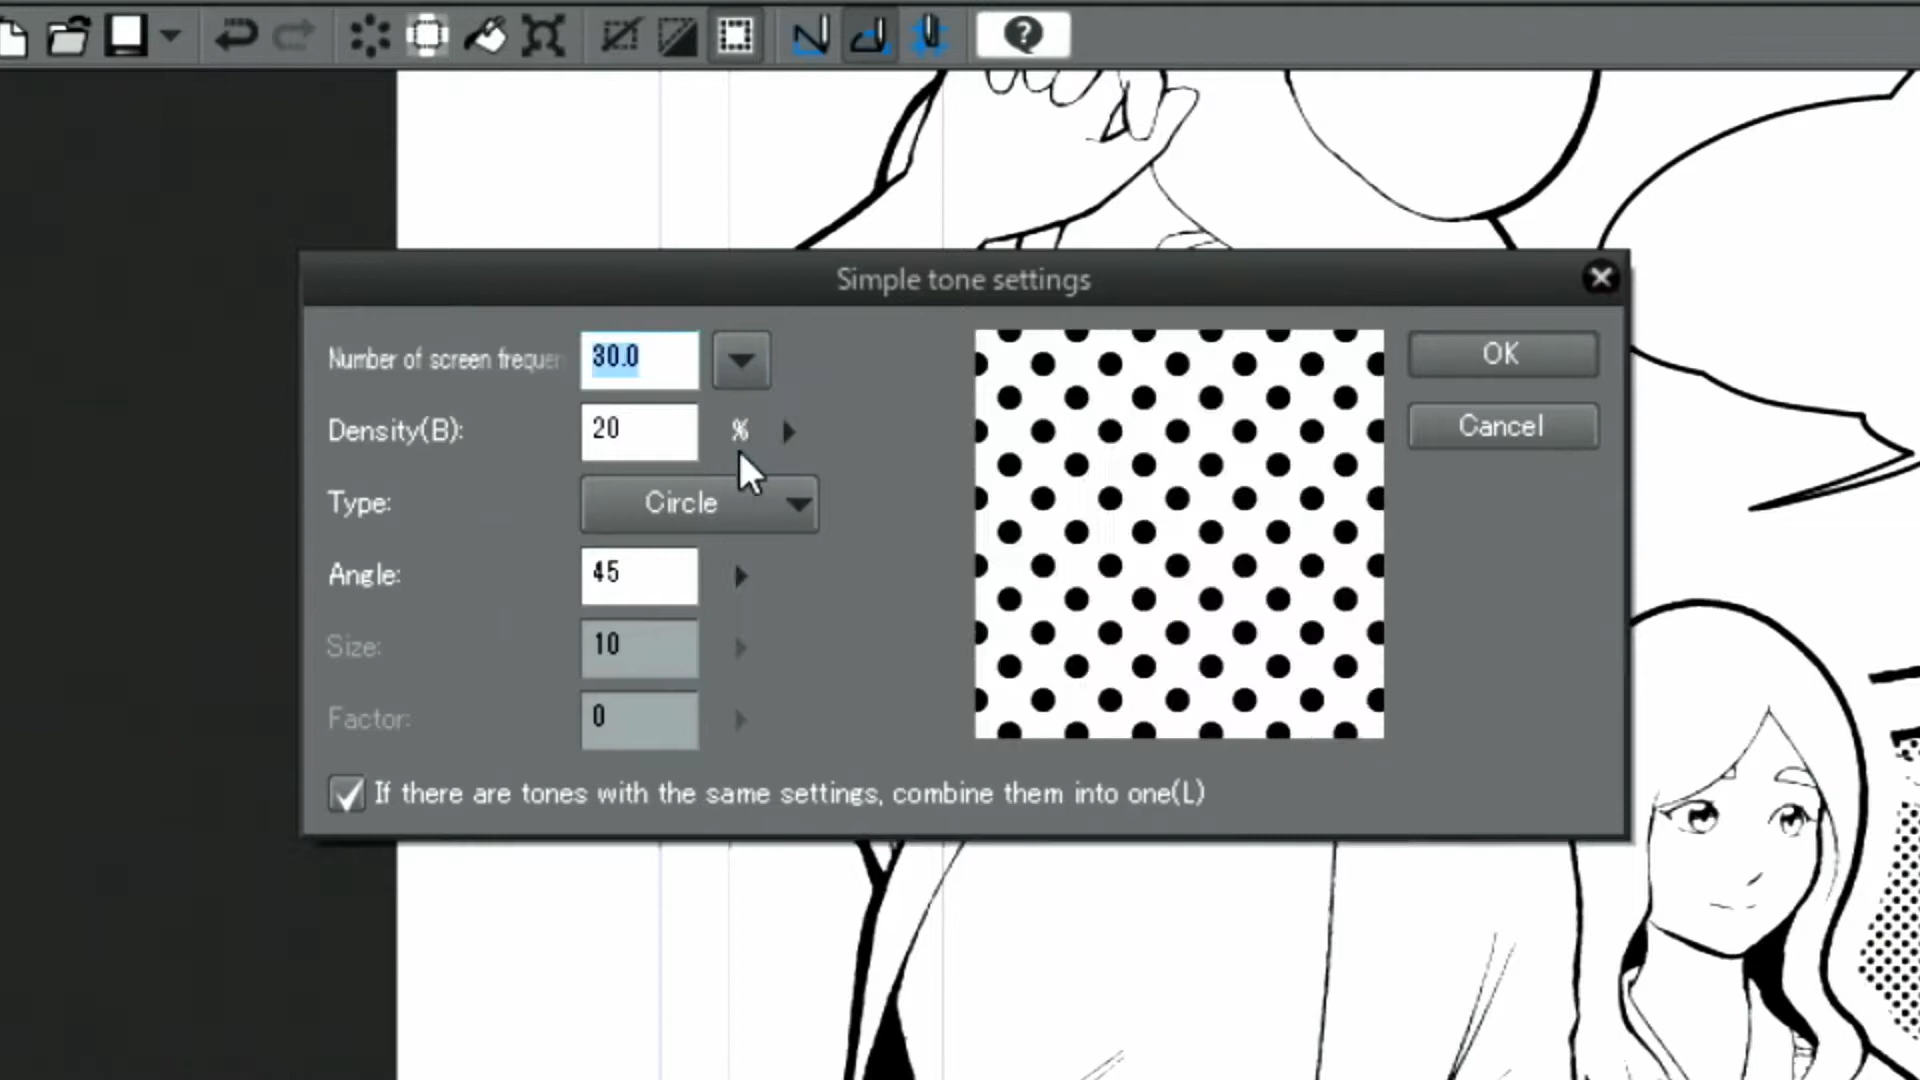 ?
Simple tone settings
Number of screen frequen 30.0
OK
Density(B): 20 %
Cancel
Type: Circle
Angle: 45
Size: 10
Factor: 0
If there are tones with the same settings, combine them into one(L)